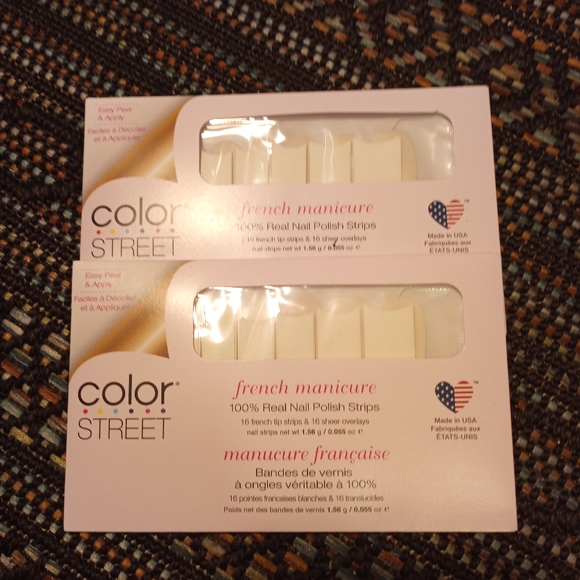 Easy Peel
& Apply
Faciles à Décoller
et à Appliquer
color
STREET
french manicure
100% Real Nail Polish Strips
16 french tip strips & 16 sheer overlays
nail strips net wt 1.56 g / 0.055 oz ℮
TM
Made in USA
Fabriquées aux
ÉTATS-UNIS
Easy Peel
& Apply
Faciles à Décoller
et à Appliquer
color®
STREET
french manicure
100% Real Nail Polish Strips
16 french tip strips & 16 sheer overlays
nail strips net wt 1.56 g / 0.055 oz ℮
manucure française
Bandes de vernis
à ongles véritable à 100%
16 pointes francaises blanches & 16 translucides
Poids net des bandes de vernis 1.56 g / 0.055 oz ℮
TM
Made in USA
Fabriquées aux
ÉTATS-UNIS